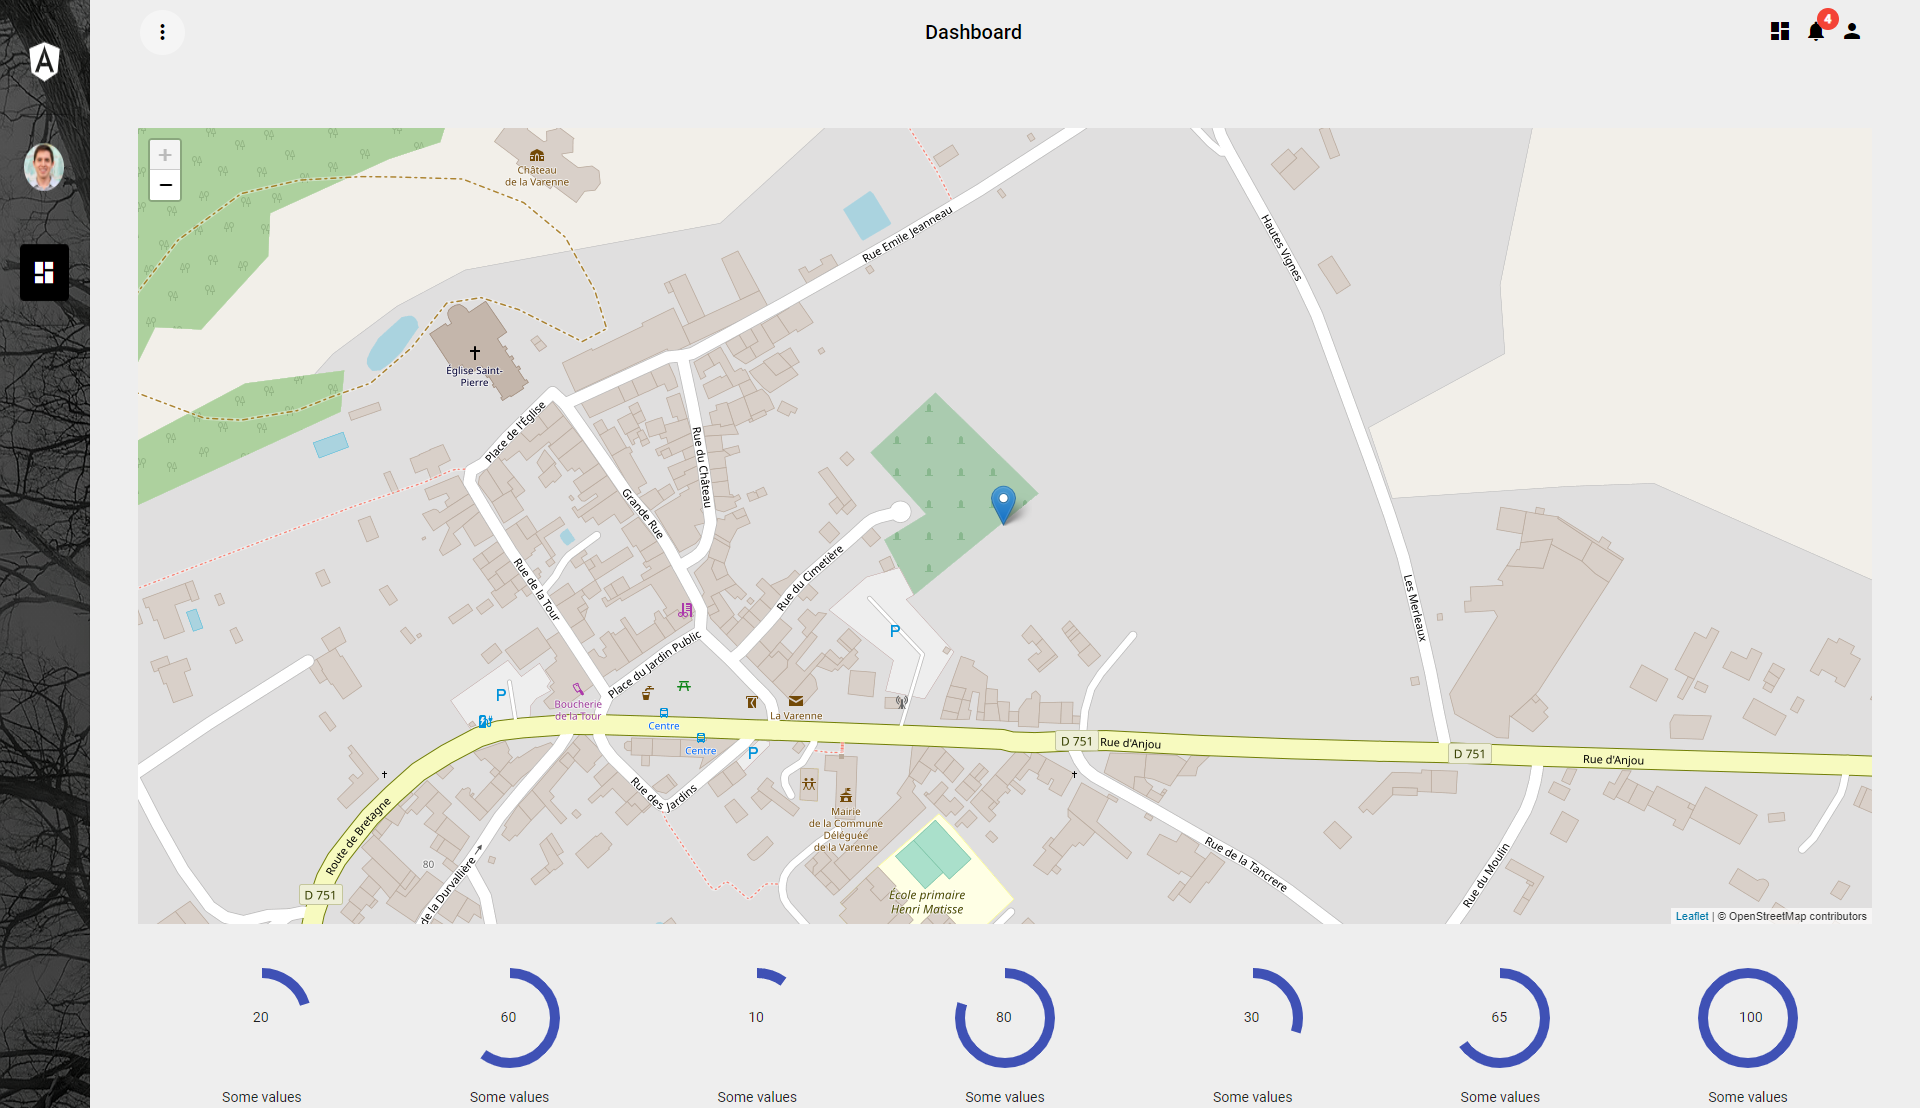 Dashboard
4
A
+
−
Château
de la Varenne
Rue Emile Jeanneau
Hautes Vignes
Église Saint-
Pierre
Place de l'Église
Rue du Château
Grande Rue
Rue de la Tour
Rue du Cimetière
Les Merleaux
P
Place du Jardin Public
P
Boucherie
de la Tour
La Varenne
Centre
Centre
P
D 751
Rue d'Anjou
D 751
Rue d'Anjou
Rue des Jardins
Mairie
de la Commune
Déléguée
de la Varenne
Route de Bretagne
80
de la Durvallière
D 751
Rue de la Tancrere
Rue du Moulin
École primaire
Henri Matisse
Leaflet | © OpenStreetMap contributors
20
60
10
80
30
65
100
Some values
Some values
Some values
Some values
Some values
Some values
Some values